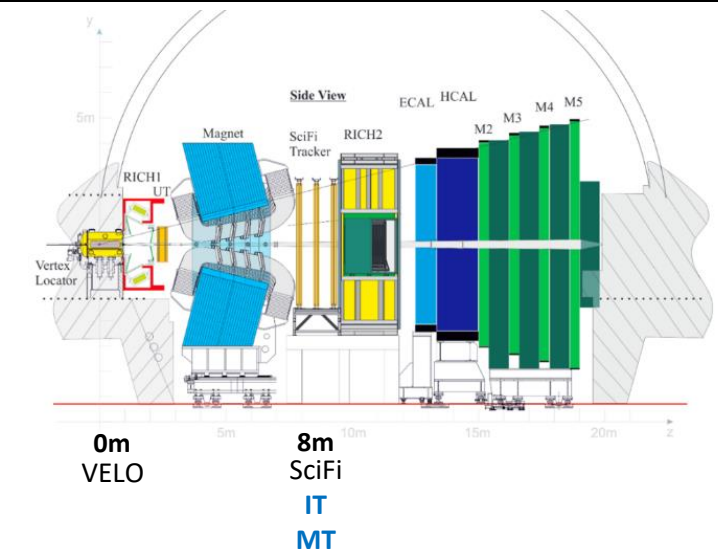 y
5m
Side View
ECAL
HCAL
M2
M3
M4
M5
Magnet
SciFi
Tracker
RICH2
RICH1
UT
Vertex
Locator
5m
10m
15m
20m
z
0m
VELO
8m
SciFi
IT
MT